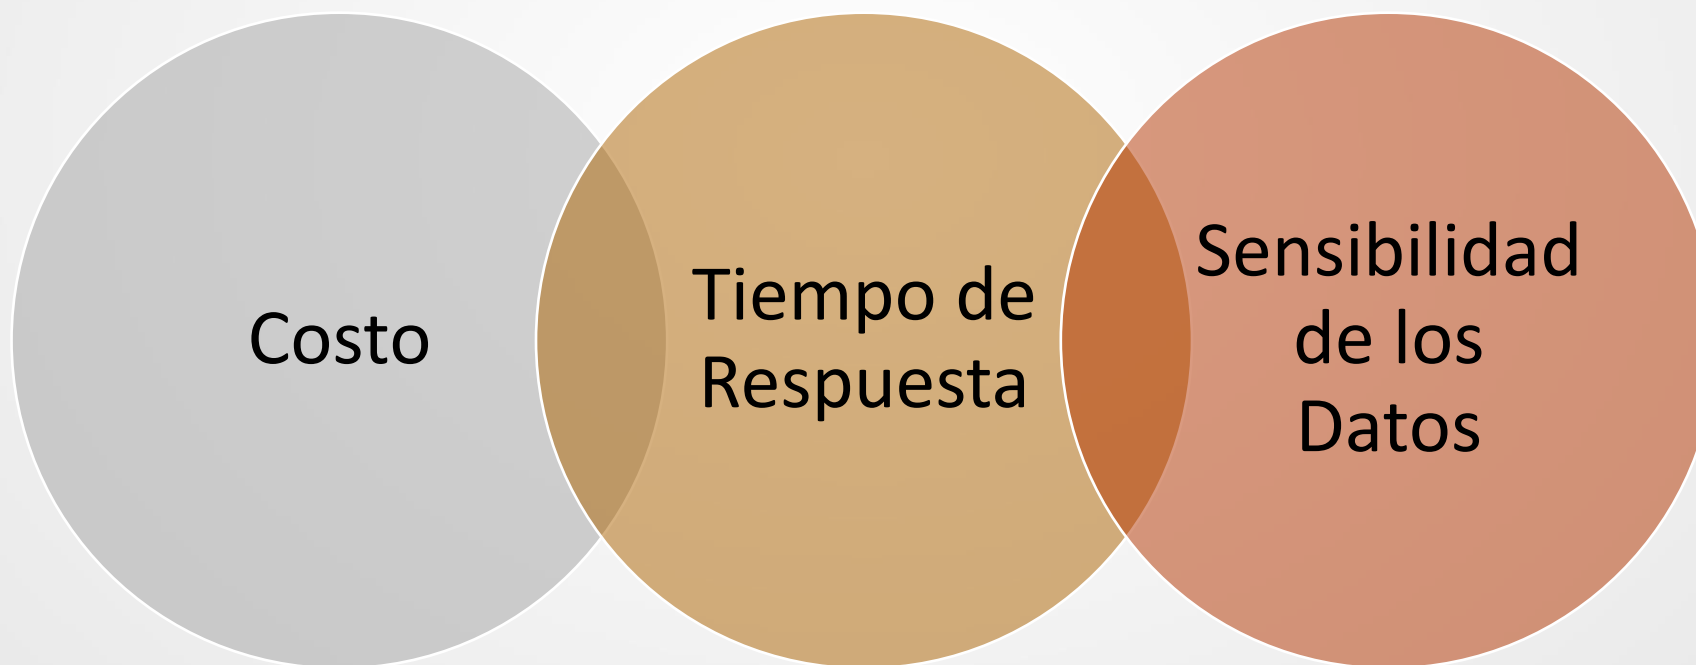 Costo
Tiempo de
Respuesta
Sensibilidad
de los
Datos